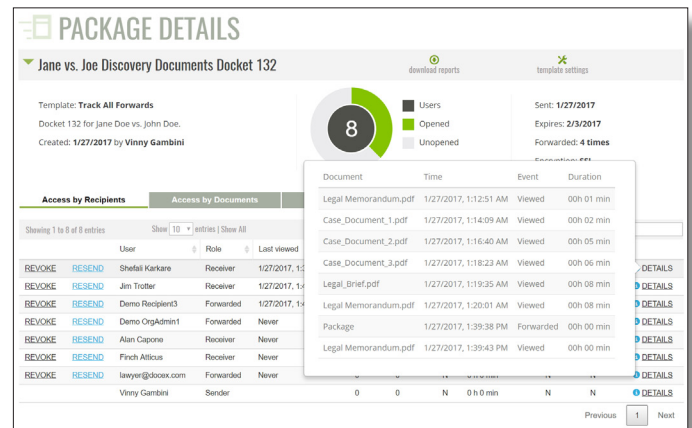 PACKAGE DETAILS
Jane vs. Joe Discovery Documents Docket 132
download reports
template settings
Template: Track All Forwards
Docket 132 for Jane Doe vs. John Doe.
Created: 1/27/2017 by Vinny Gambini
8
Users
Opened
Unopened
Sent: 1/27/2017
Expires: 2/3/2017
Forwarded: 4 times
Encryption: SSL
Access by Recipients
Access by Documents
Showing 1 to 8 of 8 entries
Show 10 entries | Show All
User Role Last viewed
REVOKE RESEND Shefali Karkare Receiver 1/27/2017, 1:3 DETAILS
REVOKE RESEND Jim Trotter Receiver 1/27/2017, 1:4 DETAILS
REVOKE RESEND Demo Recipient3 Forwarded 1/27/2017, 1:4 DETAILS
REVOKE RESEND Demo OrgAdmin1 Forwarded Never DETAILS
REVOKE RESEND Alan Capone Receiver Never DETAILS
REVOKE RESEND Finch Atticus Receiver Never DETAILS
REVOKE RESEND lawyer@docex.com Forwarded Never 0 0 N 0 h 0 min N N DETAILS
Vinny Gambini Sender 0 0 N 0 h 0 min N N DETAILS
Previous 1 Next
Document Time Event Duration
Legal Memorandum.pdf 1/27/2017, 1:12:51 AM Viewed 00h 01 min
Case_Document_1.pdf 1/27/2017, 1:14:09 AM Viewed 00h 02 min
Case_Document_2.pdf 1/27/2017, 1:16:40 AM Viewed 00h 05 min
Case_Document_3.pdf 1/27/2017, 1:18:23 AM Viewed 00h 06 min
Legal_Brief.pdf 1/27/2017, 1:19:35 AM Viewed 00h 08 min
Legal Memorandum.pdf 1/27/2017, 1:20:01 AM Viewed 00h 08 min
Package 1/27/2017, 1:39:38 PM Forwarded 00h 00 min
Legal Memorandum.pdf 1/27/2017, 1:39:43 PM Viewed 00h 00 min